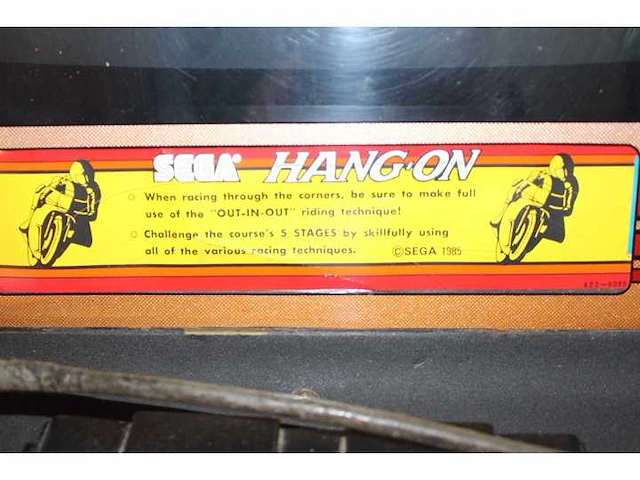 SEGA® HANG-ON
○ When racing through the corners, be sure to make full
use of the "OUT-IN-OUT" riding technique!
○ Challenge the course's 5 STAGES by skillfully using
all of the various racing techniques. ©SEGA 1985